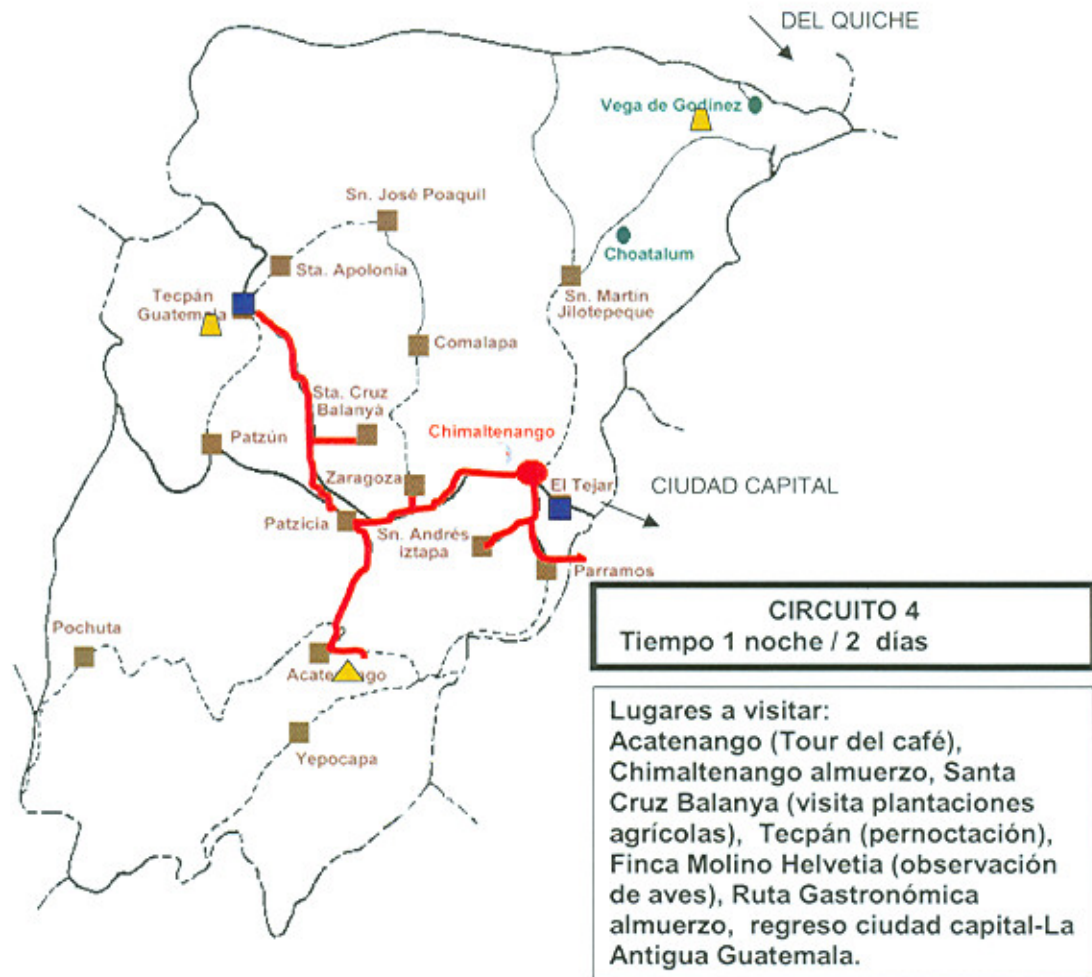 DEL QUICHE
Vega de Godínez
Sn. José Poaquil
Choatalum
Sta. Apolonía
Sn. Martín
Jilotepeque
Tecpán
Guatemala
Comalapa
Sta. Cruz
Balanyá
Chimaltenango
Patzún
Zaragoza
El Tejar
CIUDAD CAPITAL
Patzicía
Sn. Andrés
iztapa
Parramos
CIRCUITO 4
Tiempo 1 noche / 2 días
Pochuta
Acatenango
Yepocapa
Lugares a visitar:
Acatenango (Tour del café),
Chimaltenango almuerzo, Santa
Cruz Balanya (visita plantaciones
agrícolas), Tecpán (pernoctación),
Finca Molino Helvetia (observación
de aves), Ruta Gastronómica
almuerzo, regreso ciudad capital-La
Antigua Guatemala.